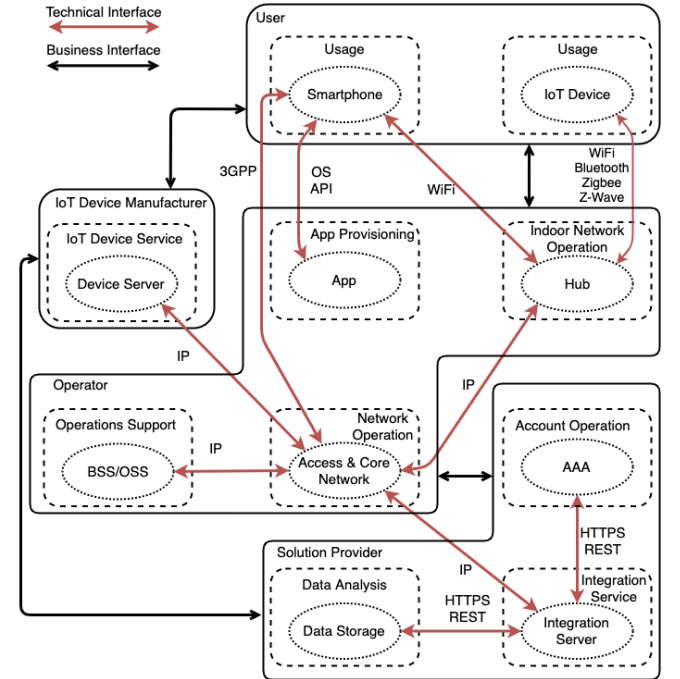 Technical Interface
Business Interface
User
Usage
Smartphone
Usage
IoT Device
3GPP
OS
API
WiFi
WiFi
Bluetooth
Zigbee
Z-Wave
IoT Device Manufacturer
IoT Device Service
Device Server
App Provisioning
App
Indoor Network
Operation
Hub
IP
IP
Operator
Operations Support
BSS/OSS
IP
Network
Operation
Access & Core
Network
Account Operation
AAA
HTTPS
REST
Solution Provider
IP
Data Analysis
Data Storage
HTTPS
REST
Integration
Service
Integration
Server